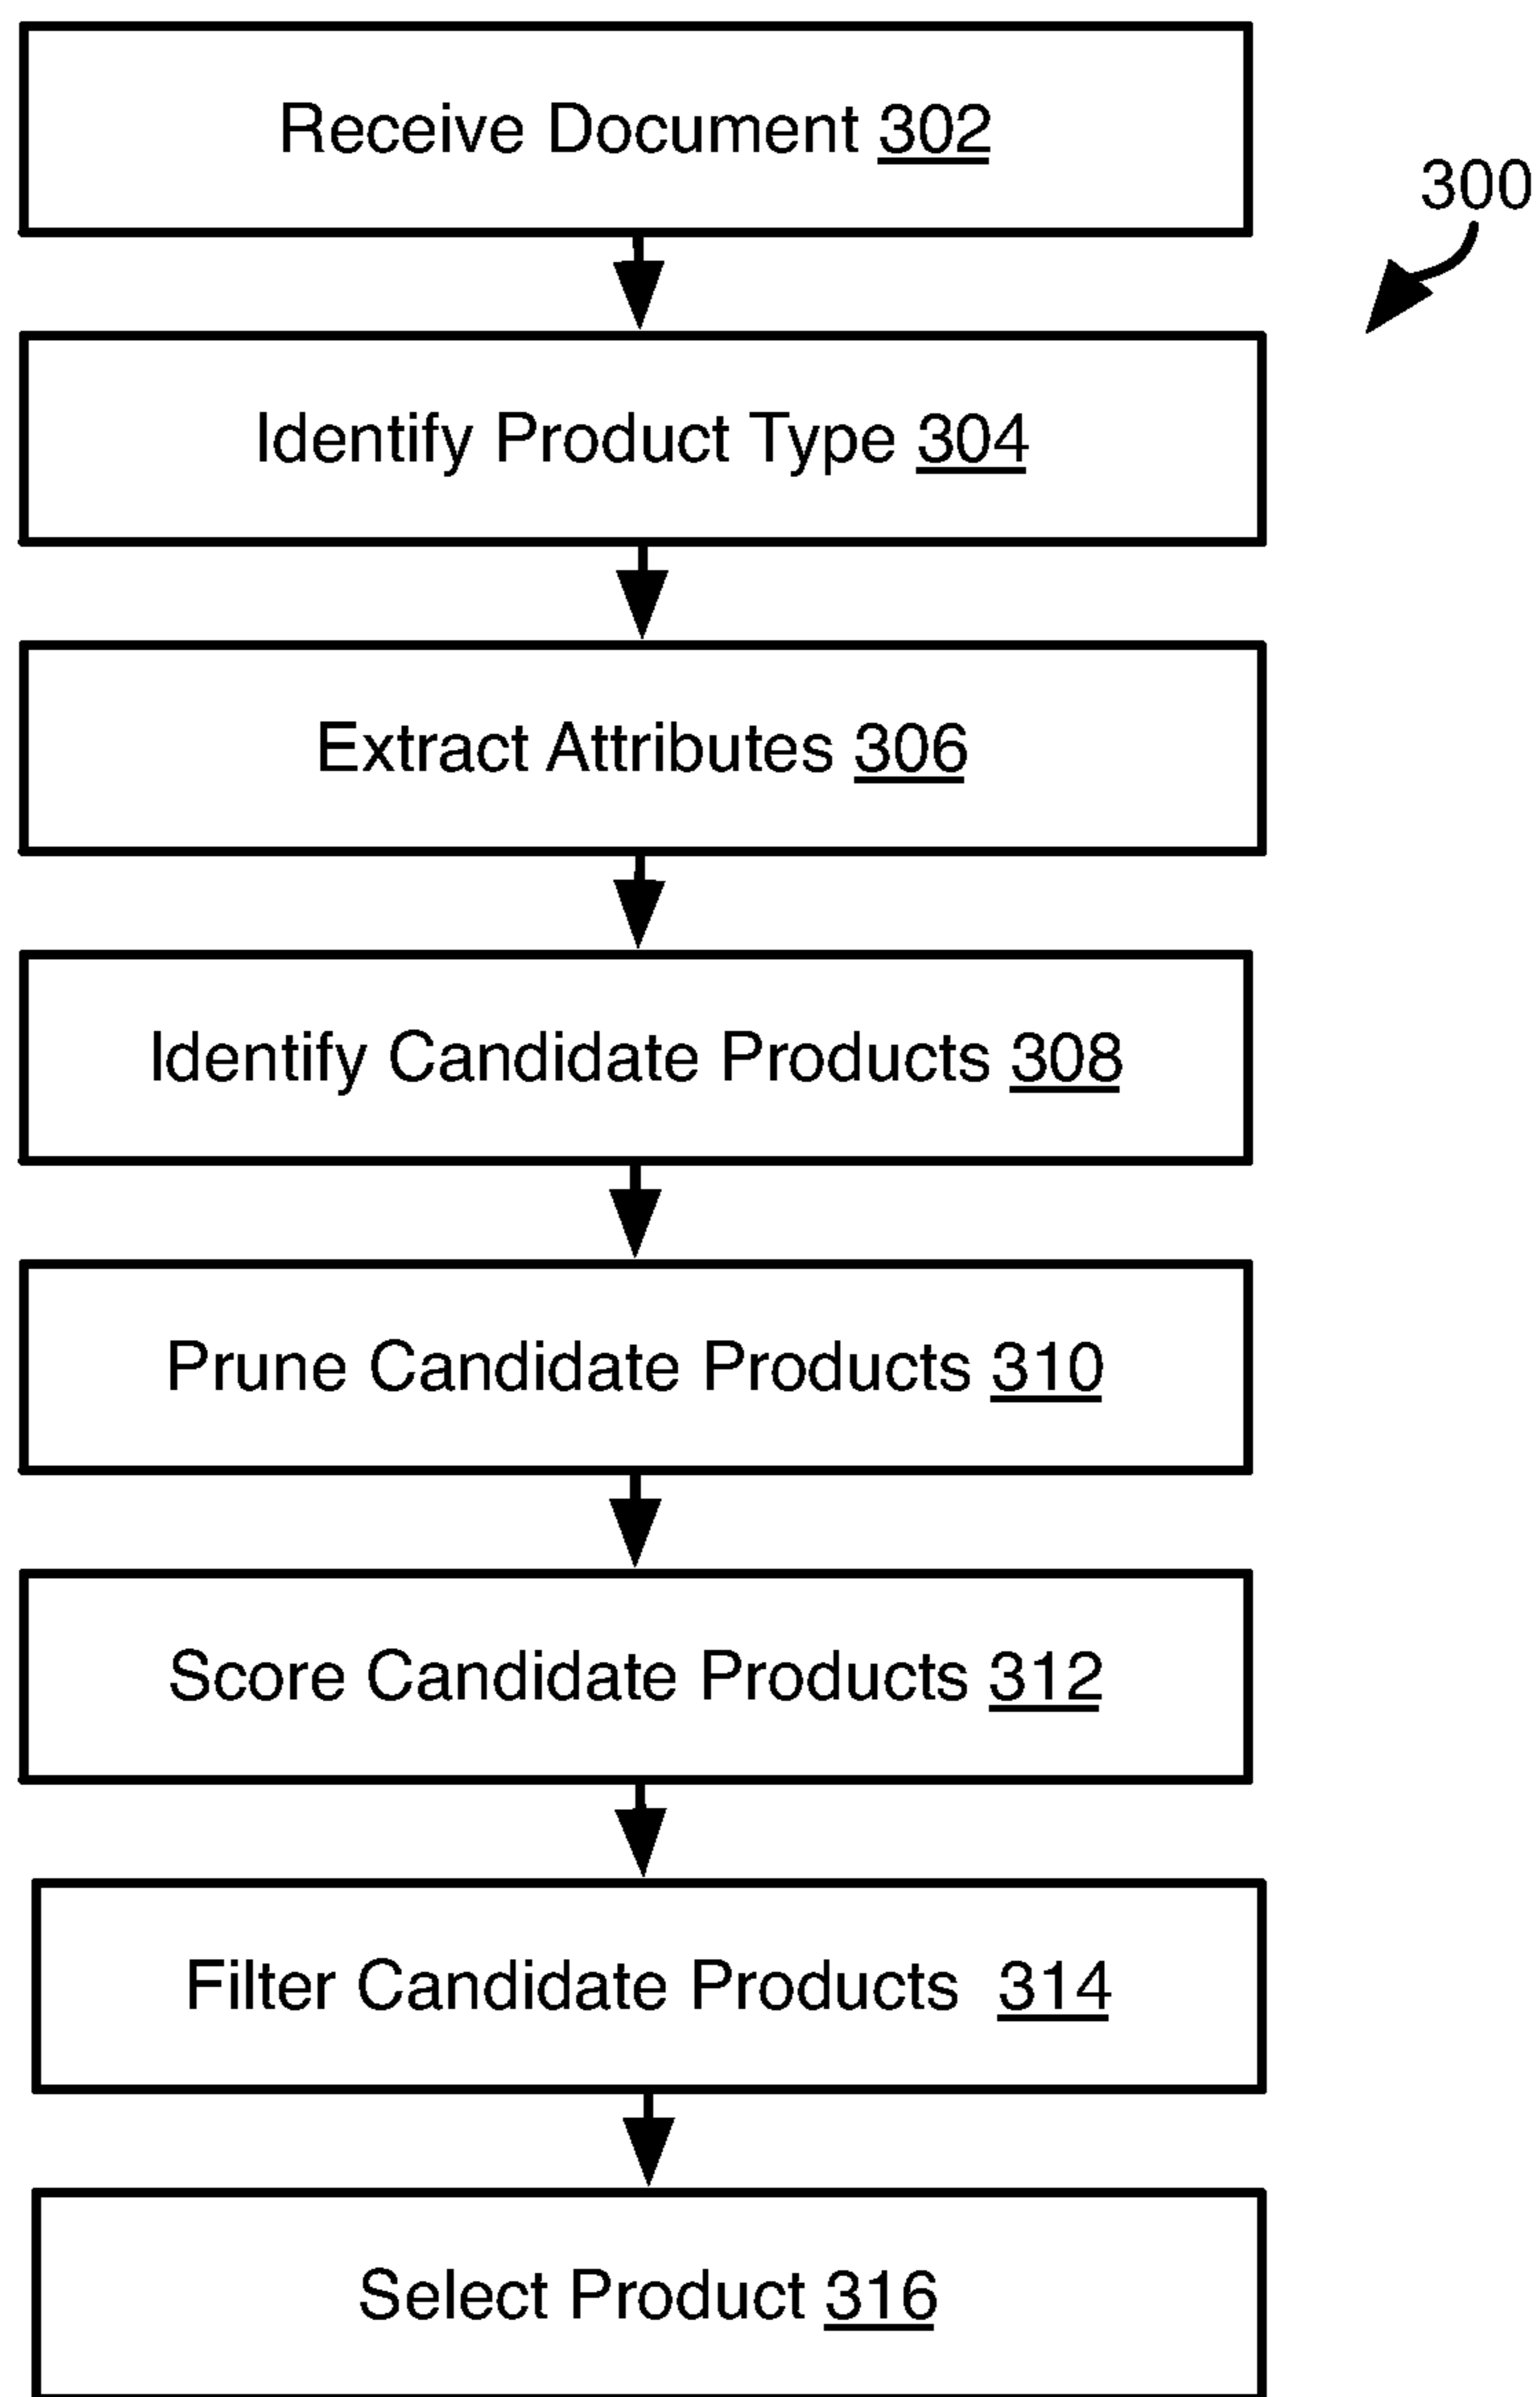 Receive Document 302
300
Identify Product Type 304
Extract Attributes 306
Identify Candidate Products 308
Prune Candidate Products 310
Score Candidate Products 312
Filter Candidate Products 314
Select Product 316